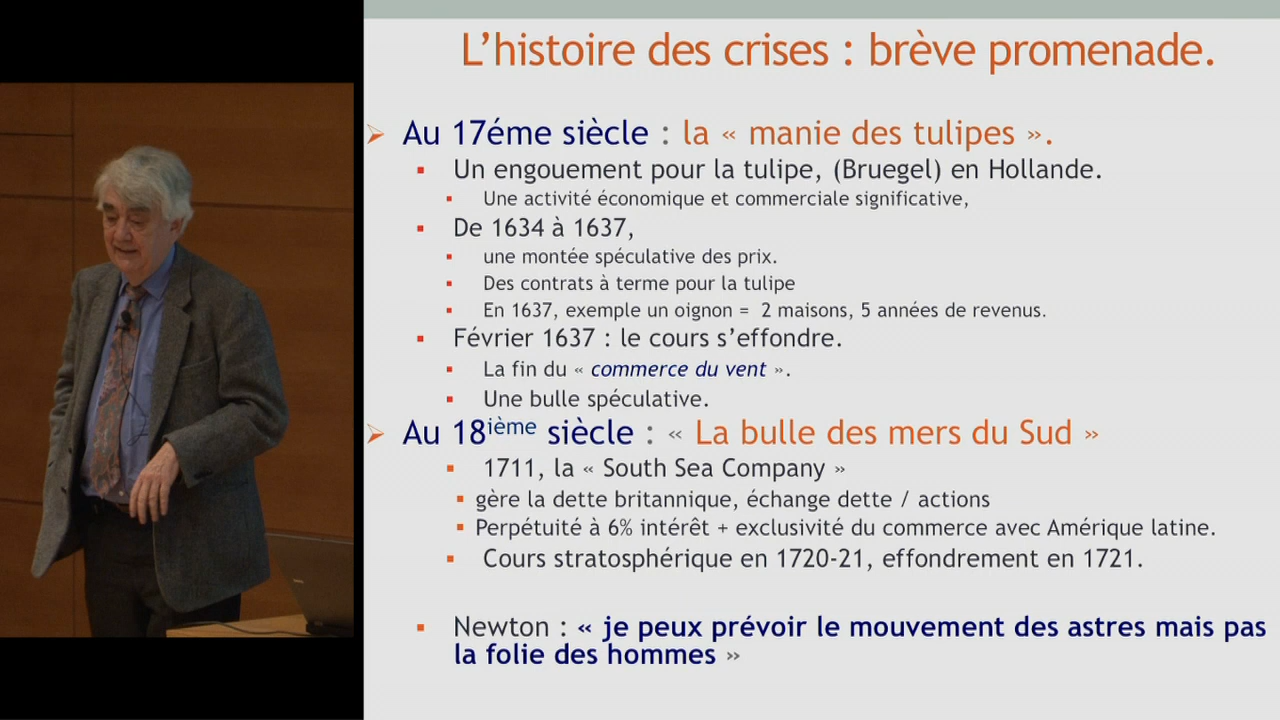 L'histoire des crises : brève promenade.
Au 17éme siècle : la « manie des tulipes ».
Un engouement pour la tulipe, (Bruegel) en Hollande.
Une activité économique et commerciale significative,
De 1634 à 1637,
une montée spéculative des prix.
Des contrats à terme pour la tulipe
En 1637, exemple un oignon = 2 maisons, 5 années de revenus.
Février 1637 : le cours s'effondre.
La fin du « commerce du vent ».
Une bulle spéculative.
Au 18ième siècle : « La bulle des mers du Sud »
1711, la « South Sea Company »
gère la dette britannique, échange dette / actions
Perpétuité à 6% intérêt + exclusivité du commerce avec Amérique latine.
Cours stratosphérique en 1720-21, effondrement en 1721.
Newton : « je peux prévoir le mouvement des astres mais pas
la folie des hommes »